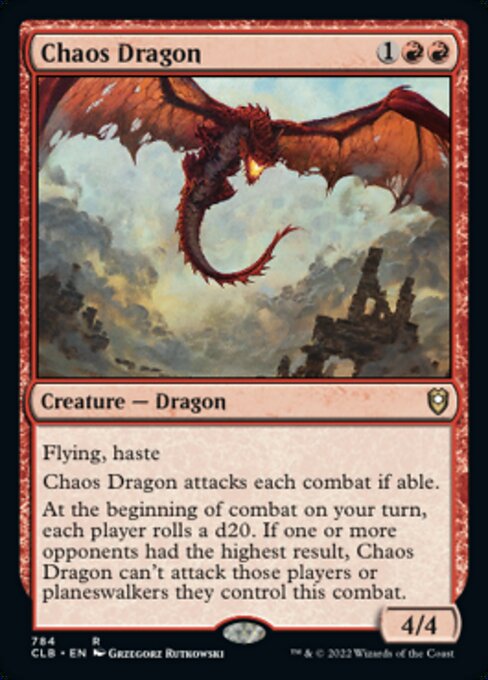 Chaos Dragon 1
Creature — Dragon
Flying, haste
Chaos Dragon attacks each combat if able.
At the beginning of combat on your turn,
each player rolls a d20. If one or more
opponents had the highest result, Chaos
Dragon can't attack those players or
planeswalkers they control this combat.
4/4
784 R
CLB • EN Grzegorz Rutkowski ™ & © 2022 Wizards of the Coast